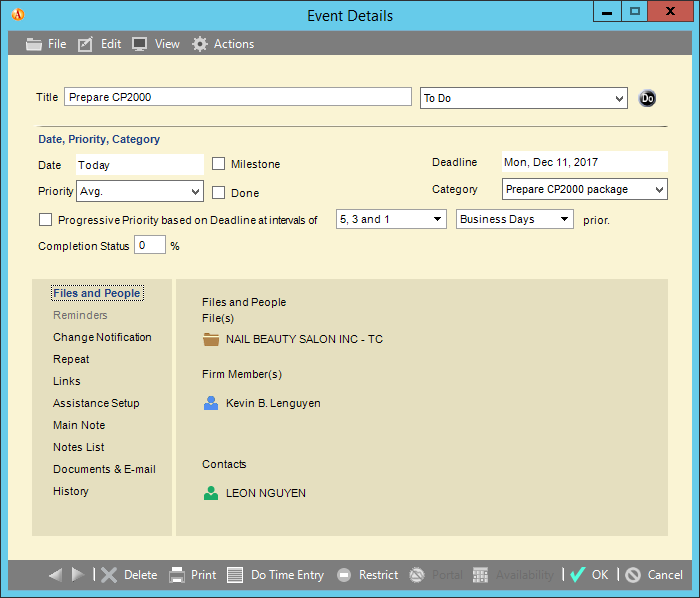 Event Details
File Edit View Actions
Title Prepare CP2000 To Do Do
Date, Priority, Category
Date Today Milestone Deadline Mon, Dec 11, 2017
Priority Avg. Done Category Prepare CP2000 package
Progressive Priority based on Deadline at intervals of 5, 3 and 1 Business Days prior.
Completion Status 0 %
Files and People
Reminders
Change Notification
Repeat
Links
Assistance Setup
Main Note
Notes List
Documents & E-mail
History
Files and People
File(s)
NAIL BEAUTY SALON INC - TC
Firm Member(s)
Kevin B. Lenguyen
Contacts
LEON NGUYEN
Delete Print Do Time Entry Restrict Portal Availability OK Cancel